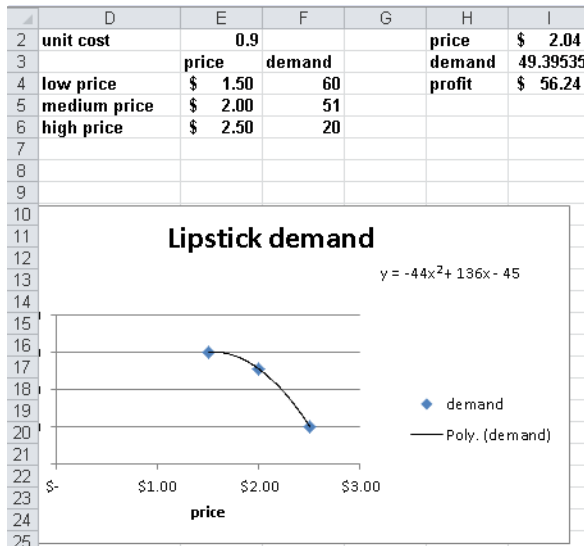 D E F G H I
2 unit cost 0.9 price $ 2.04
3 price demand demand 49.39535
4 low price $ 1.50 60 profit $ 56.24
5 medium price $ 2.00 51
6 high price $ 2.50 20
7
8
9
10
11 Lipstick demand
12
13 y = -44x² + 136x - 45
14
15
16
17
18
19 demand
20 Poly. (demand)
21
22
$- $1.00 $2.00 $3.00
23
24 price
25